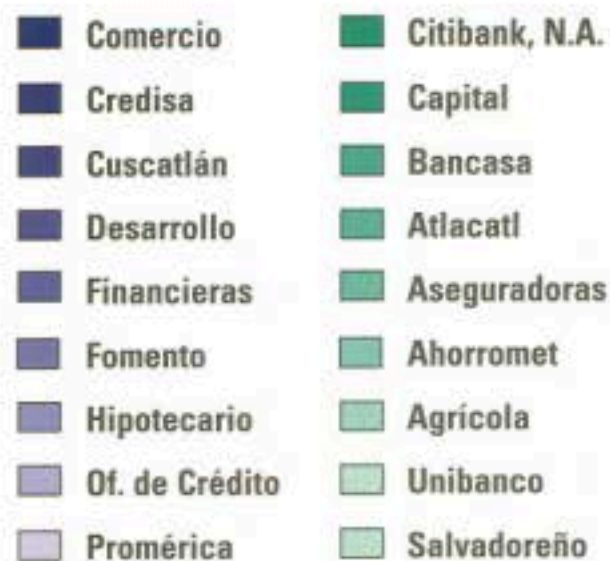 Comercio
Credisa
Cuscatlán
Desarrollo
Financieras
Fomento
Hipotecario
Of. de Crédito
Promérica
Citibank, N.A.
Capital
Bancasa
Atlacatl
Aseguradoras
Ahorromet
Agrícola
Unibanco
Salvadoreño